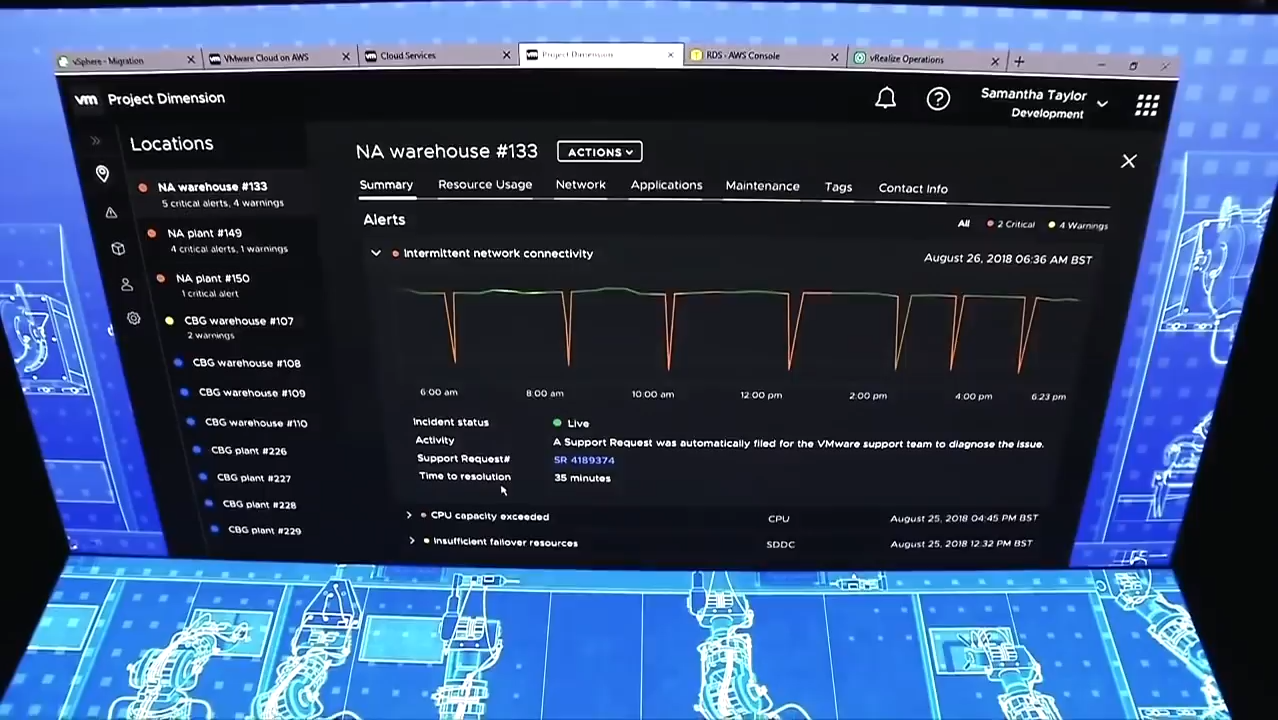 vSphere - Migration
VMware Cloud on AWS
Cloud Services
Project Dimension
RDS - AWS Console
vRealize Operations
vm Project Dimension
Samantha Taylor
Development
Locations
NA warehouse #133
5 critical alerts, 4 warnings
NA plant #149
4 critical alerts, 1 warnings
NA plant #150
1 critical alert
CBG warehouse #107
2 warnings
CBG warehouse #108
CBG warehouse #109
CBG warehouse #110
CBG plant #226
CBG plant #227
CBG plant #228
CBG plant #229
NA warehouse #133 ACTIONS
Summary Resource Usage Network Applications Maintenance Tags Contact Info
Alerts
All 2 Critical 4 Warnings
Intermittent network connectivity August 26, 2018 06:36 AM BST
6:00 am 8:00 am 10:00 am 12:00 pm 2:00 pm 4:00 pm 6:23 pm
Incident status Live
Activity A Support Request was automatically filed for the VMware support team to diagnose the issue.
Support Request# SR 4189374
Time to resolution 35 minutes
CPU capacity exceeded CPU August 25, 2018 04:45 PM BST
Insufficient failover resources SDDC August 25, 2018 12:32 PM BST